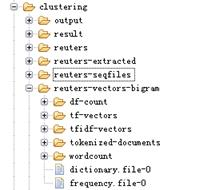 clustering
output
result
reuters
reuters-extracted
reuters-seqfiles
reuters-vectors-bigram
df-count
tf-vectors
tfidf-vectors
tokenized-documents
wordcount
dictionary.file-0
frequency.file-0